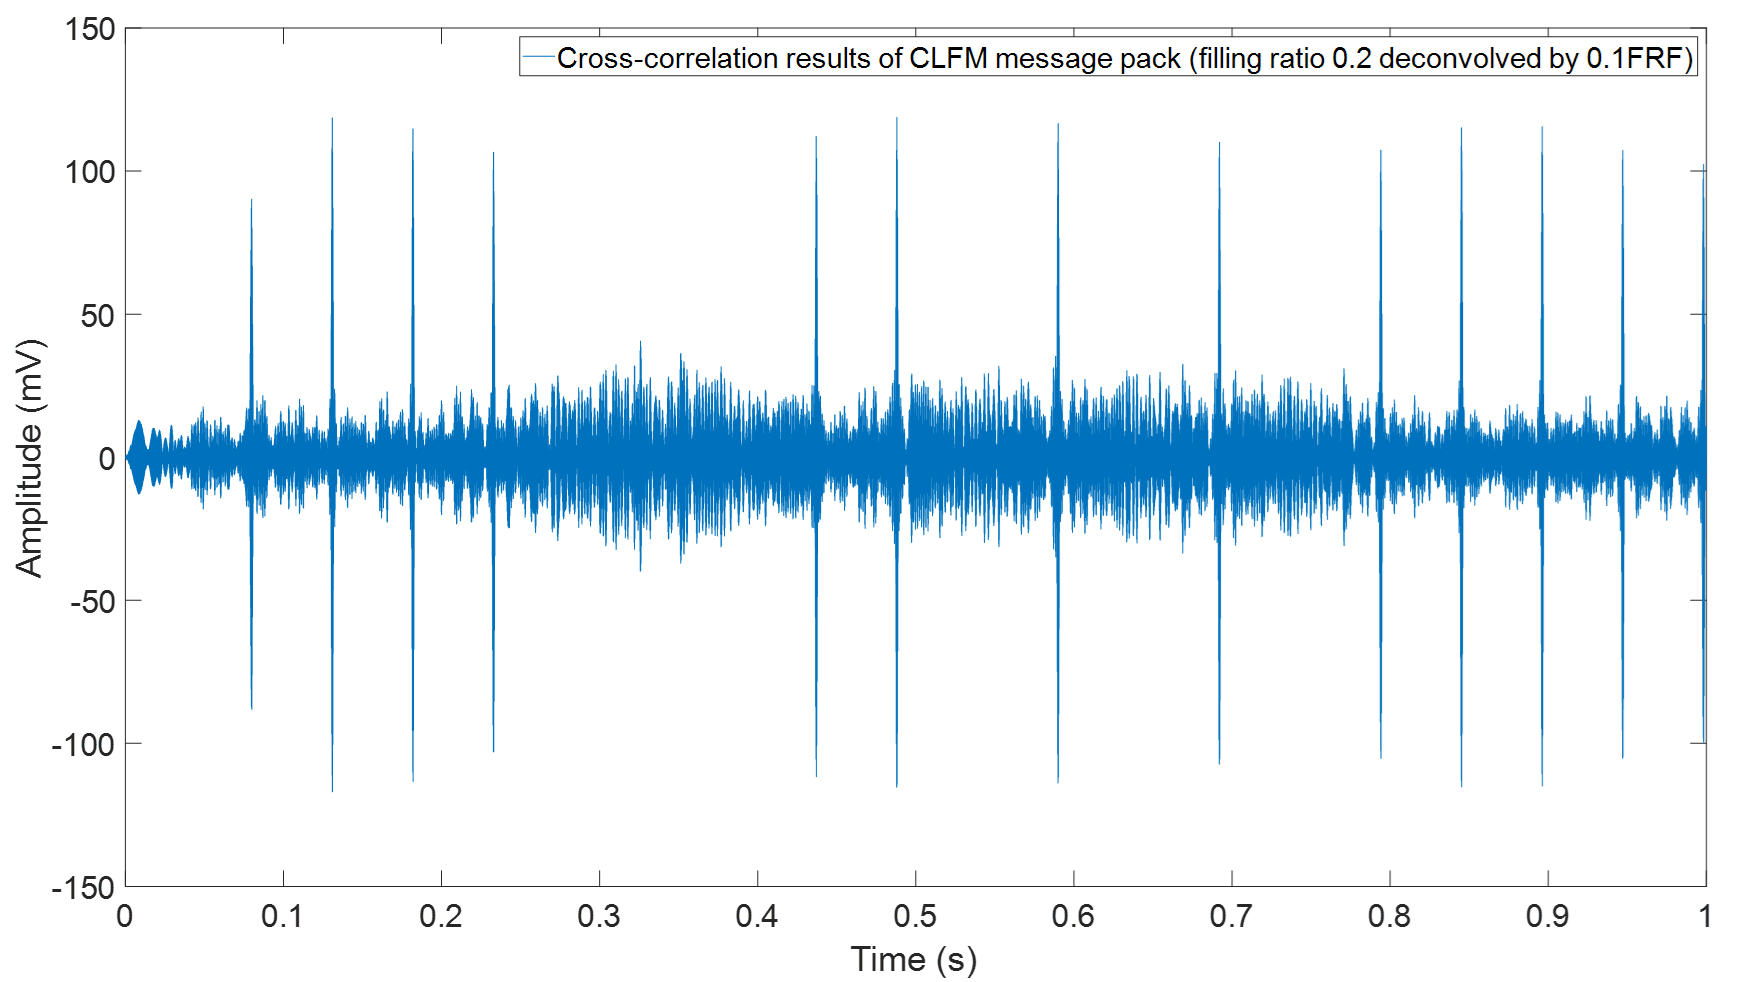 Cross-correlation results of CLFM message pack (filling ratio 0.2 deconvolved by 0.1FRF)
150
100
50
0
-50
-100
-150
Amplitude (mV)
0 0.1 0.2 0.3 0.4 0.5 0.6 0.7 0.8 0.9 1
Time (s)